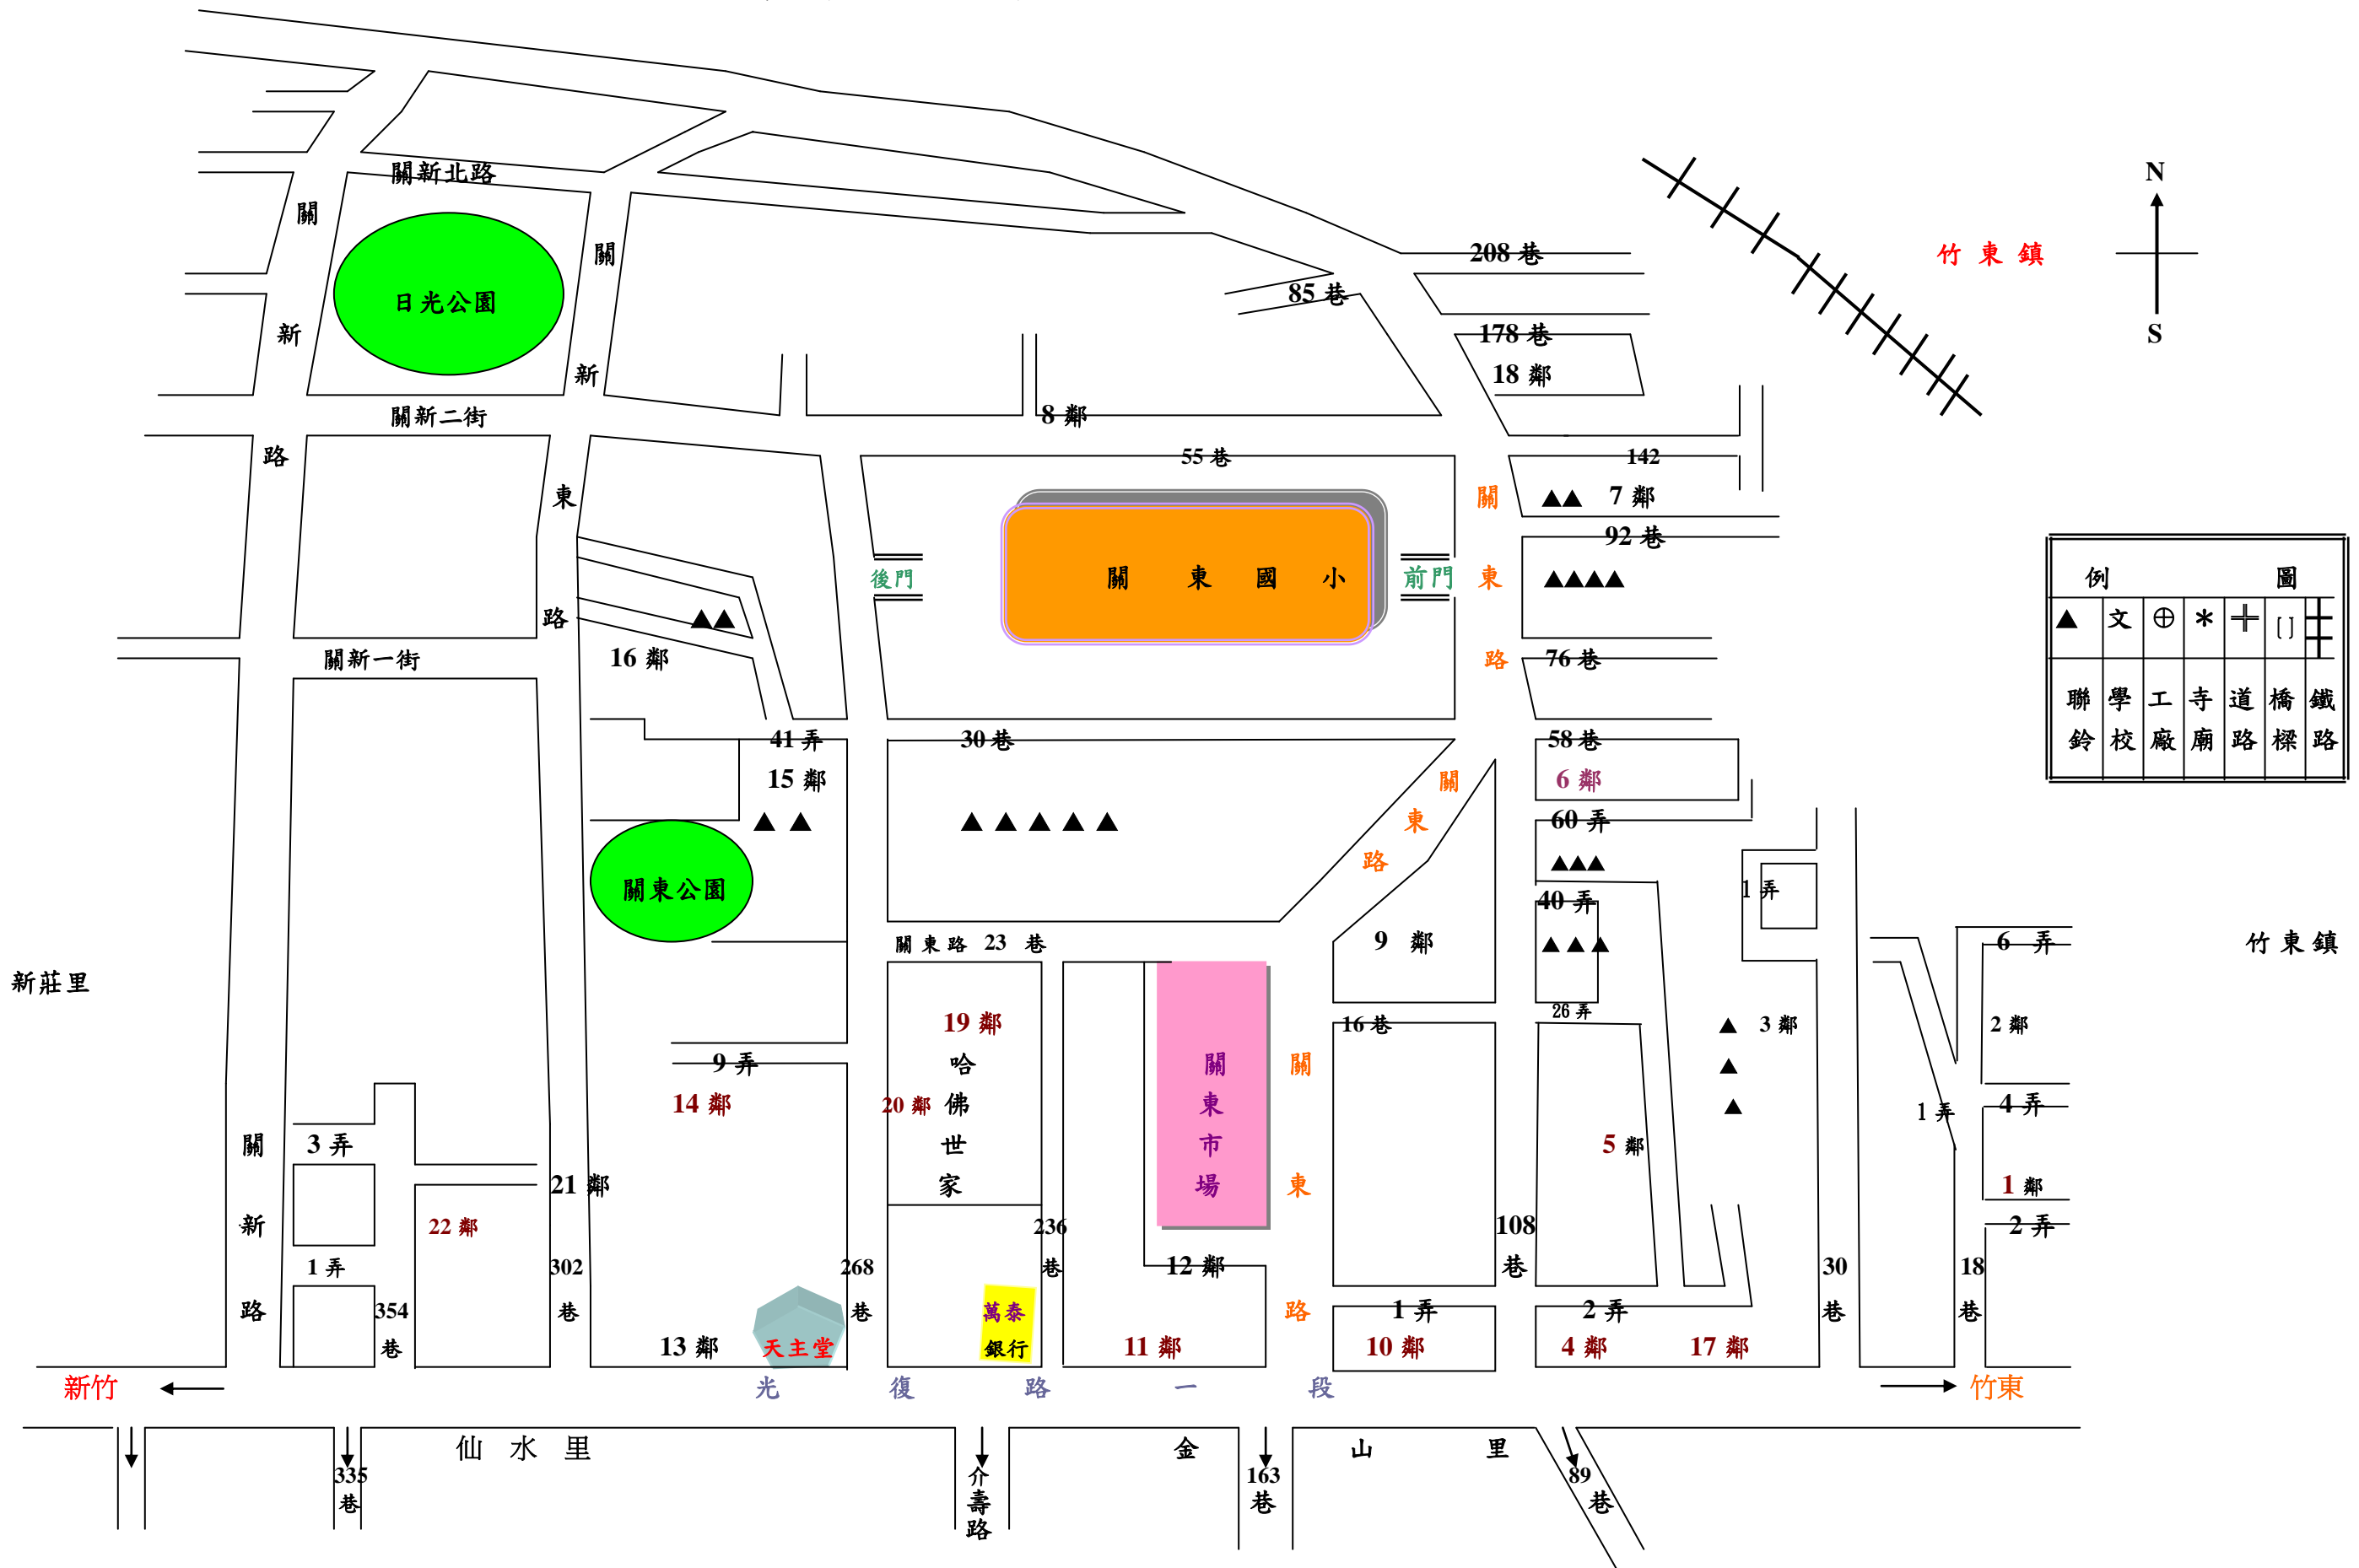 關新北路
N
關
關
208 巷
竹 東 鎮
日光公園
85 巷
新
178 巷
S
新
18 鄰
關新二街
8 鄰
路
55 巷
142
東
關
7 鄰
92 巷
後門
關 東 國 小
前門
東
例 圖
路
文
關新一街
16 鄰
路
76 巷
聯鈴
學校
工廠
寺廟
道路
橋樑
鐵路
41 弄
30 巷
58 巷
15 鄰
關
6 鄰
東
60 弄
路
關東公園
1 弄
40 弄
關 東 路 23 巷
9 鄰
6 弄
竹 東 鎮
新莊里
19 鄰
16 巷
26 弄
3 鄰
2 鄰
9 弄
哈佛世家
關東市場
關
14 鄰
20 鄰
1 弄
4 弄
關
3 弄
5 鄰
21 鄰
東
1 鄰
新
22 鄰
236 巷
108 巷
2 弄
1 弄
302 巷
268 巷
12 鄰
30 巷
18 巷
路
354 巷
萬泰
銀行
路
1 弄
2 弄
13 鄰
天主堂
11 鄰
10 鄰
4 鄰
17 鄰
新竹
光 復 路 一 段
竹東
仙 水 里
金 山 里
335 巷
介壽路
163 巷
89 巷